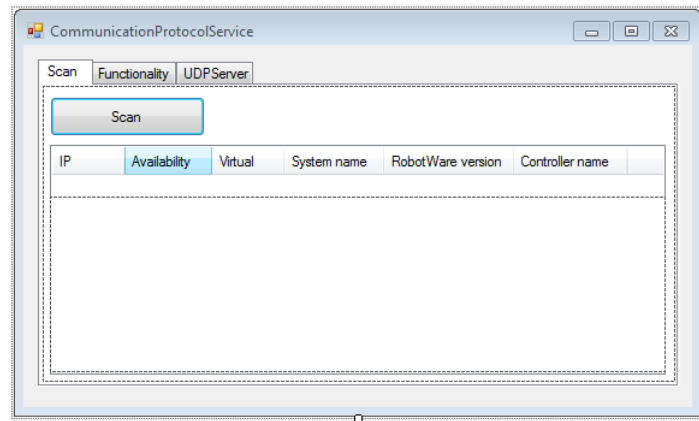 CommunicationProtocolService
Scan Functionality UDPServer
Scan
IP Availability Virtual System name RobotWare version Controller name